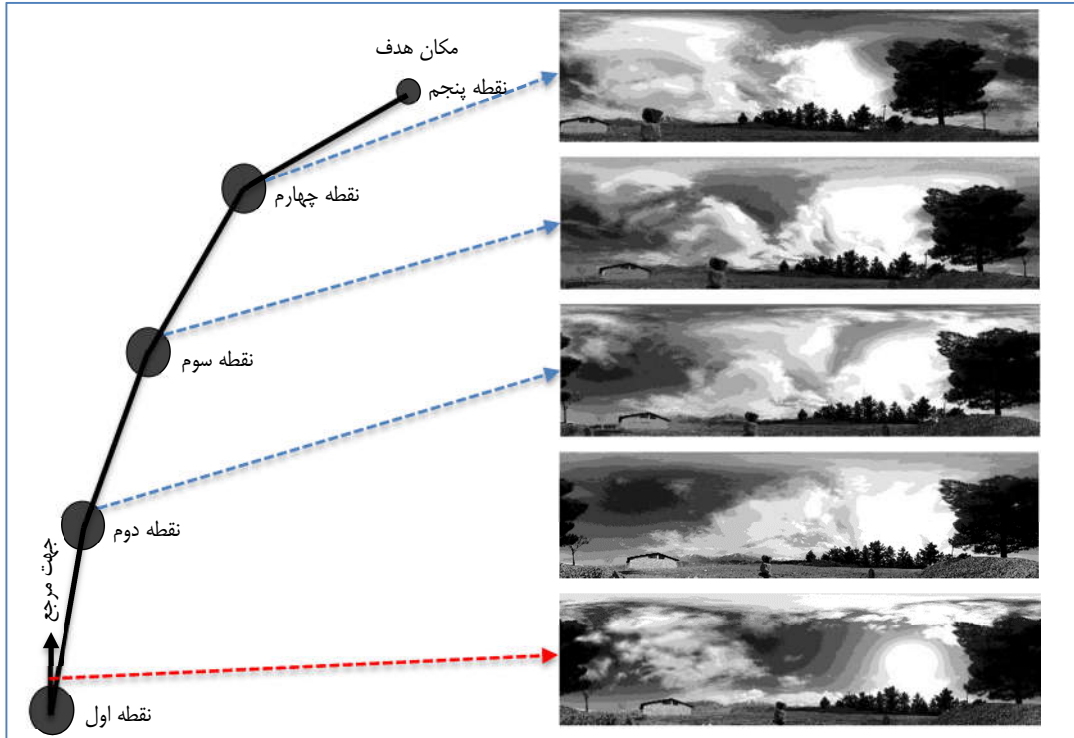 مکان هدف
نقطه پنجم
نقطه چهارم
نقطه سوم
نقطه دوم
جهت مرجع
نقطه اول